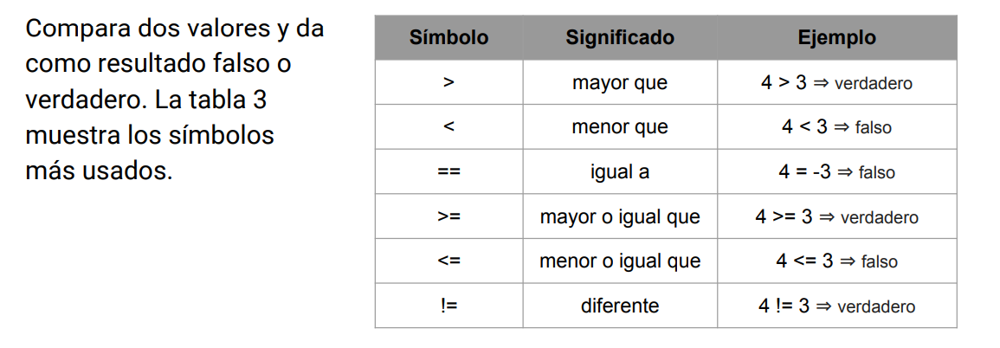 Compara dos valores y da
como resultado falso o
verdadero. La tabla 3
muestra los símbolos
más usados.
Símbolo Significado Ejemplo
> mayor que 4 > 3 ⇒ verdadero
< menor que 4 < 3 ⇒ falso
== igual a 4 = -3 ⇒ falso
>= mayor o igual que 4 >= 3 ⇒ verdadero
<= menor o igual que 4 <= 3 ⇒ falso
!= diferente 4 != 3 ⇒ verdadero